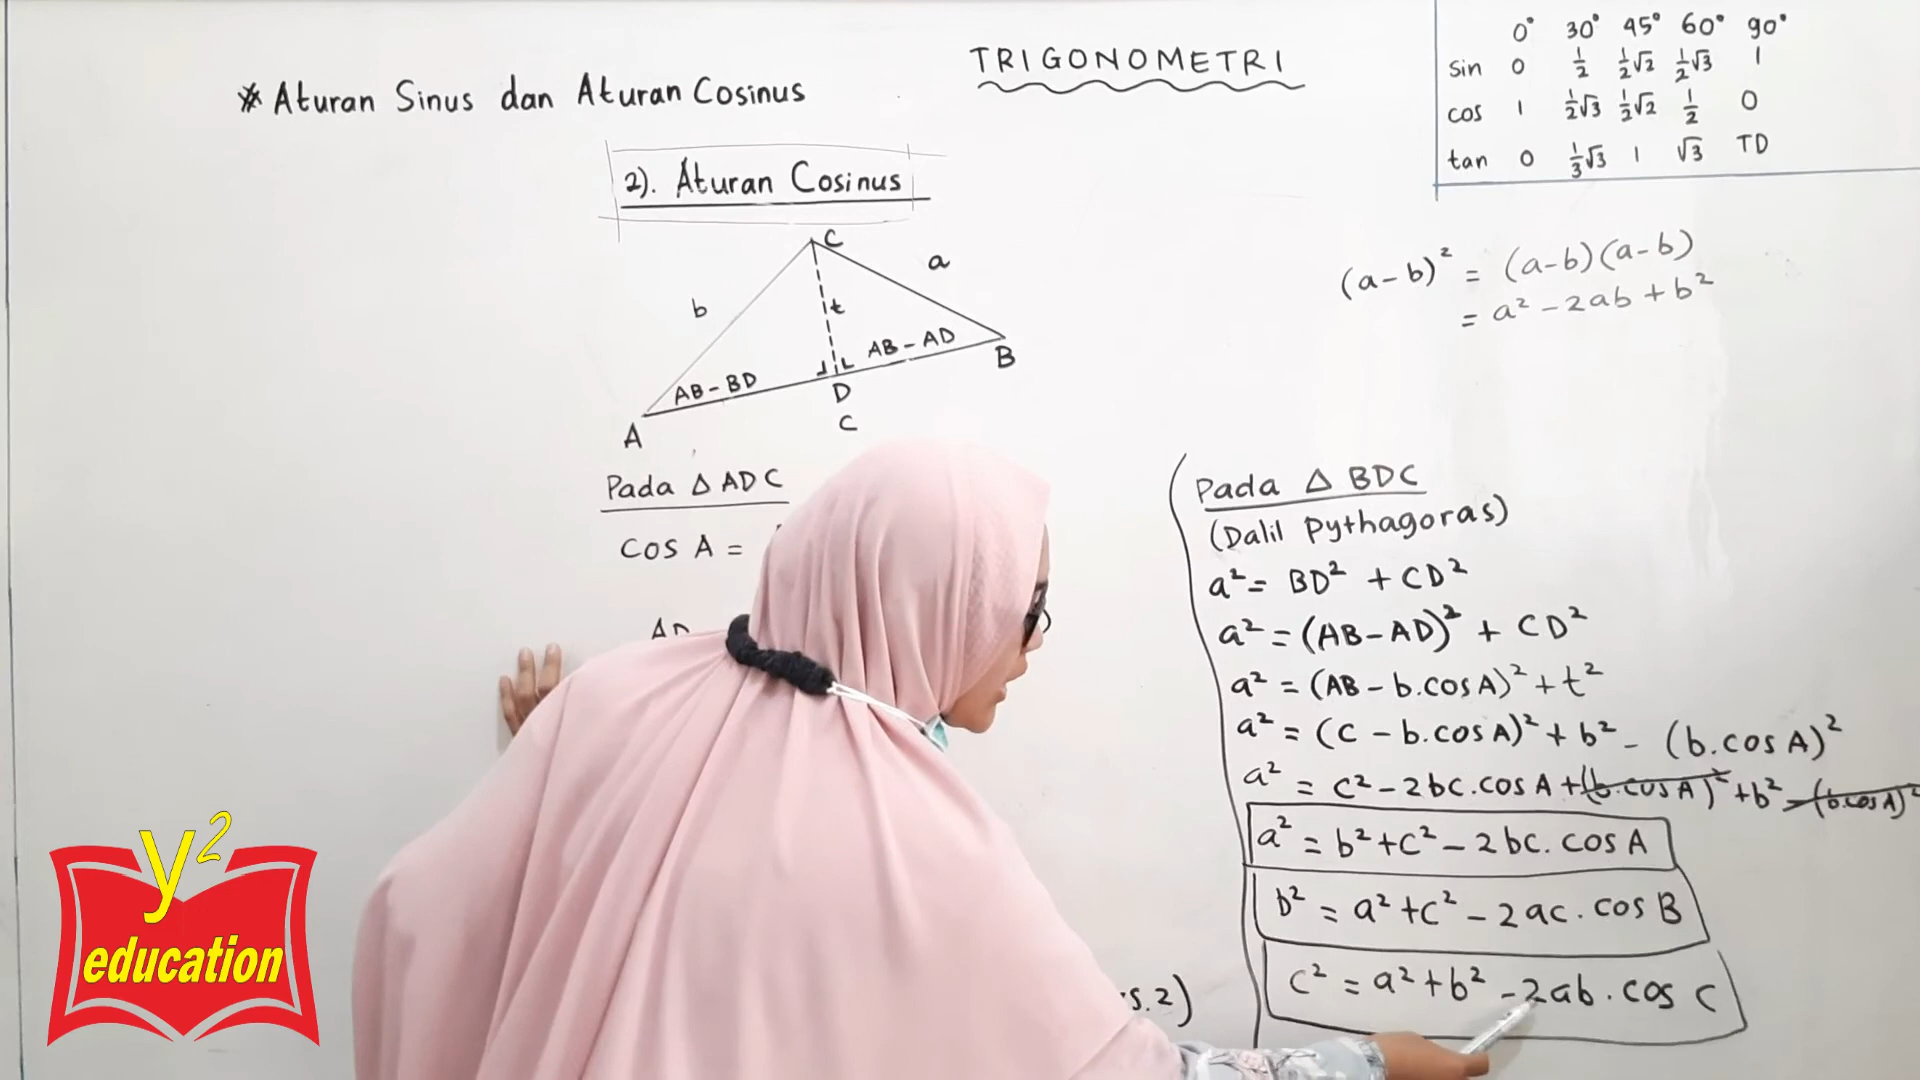 TRIGONOMETRI
* Aturan Sinus dan Aturan Cosinus
0° 30° 45° 60° 90°
sin 0 1/2 1/2√2 1/2√3 1
cos 1 1/2√3 1/2√2 1/2 0
tan 0 1/3√3 1 √3 TD
2). Aturan Cosinus
C
a
b
t
AB - AD
B
AB - BD
D
A
C
(a-b)² = (a-b)(a-b)
= a² - 2ab + b²
Pada △ ADC
cos A =
AD
s.2)
Pada △ BDC
(Dalil Pythagoras)
a² = BD² + CD²
a² = (AB-AD)² + CD²
a² = (AB - b.cos A)² + t²
a² = (c - b.cos A)² + b² - (b.cos A)²
a² = c² - 2bc.cos A + (b.cos A)² + b² - (b.cos A)²
a² = b² + c² - 2bc. cos A
b² = a² + c² - 2ac. cos B
c² = a² + b² - 2ab. cos C
y²
education